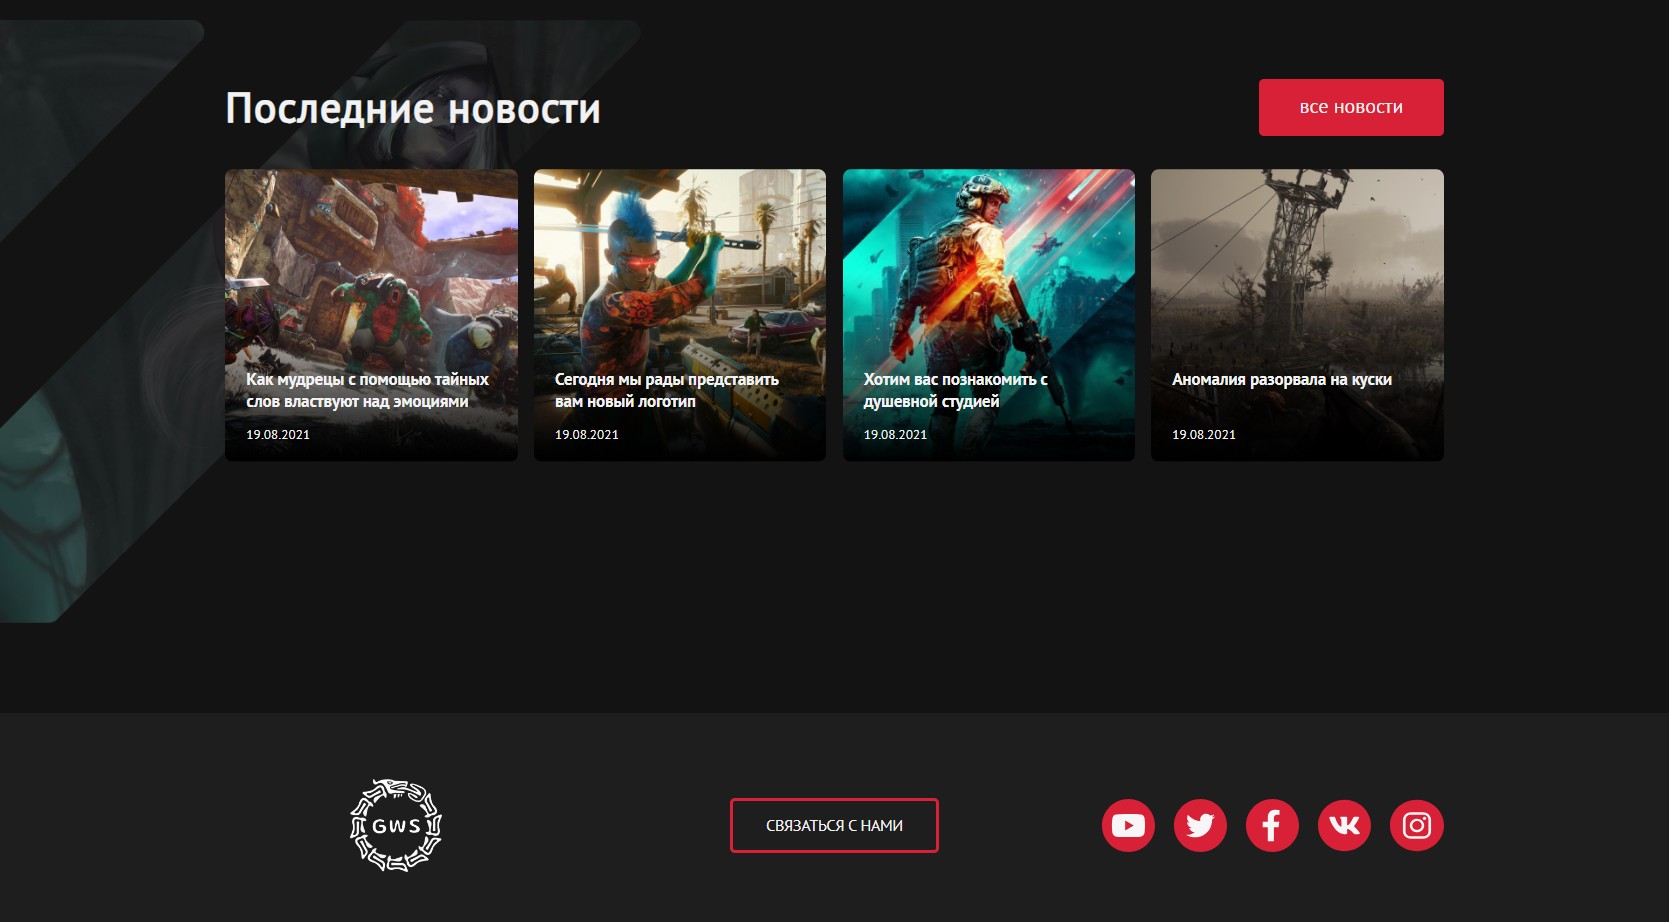 Последние новости
все новости
Как мудрецы с помощью тайных
слов властвуют над эмоциями
19.08.2021
Сегодня мы рады представить
вам новый логотип
19.08.2021
Хотим вас познакомить с
душевной студией
19.08.2021
Аномалия разорвала на куски
19.08.2021
GWS
СВЯЗАТЬСЯ С НАМИ